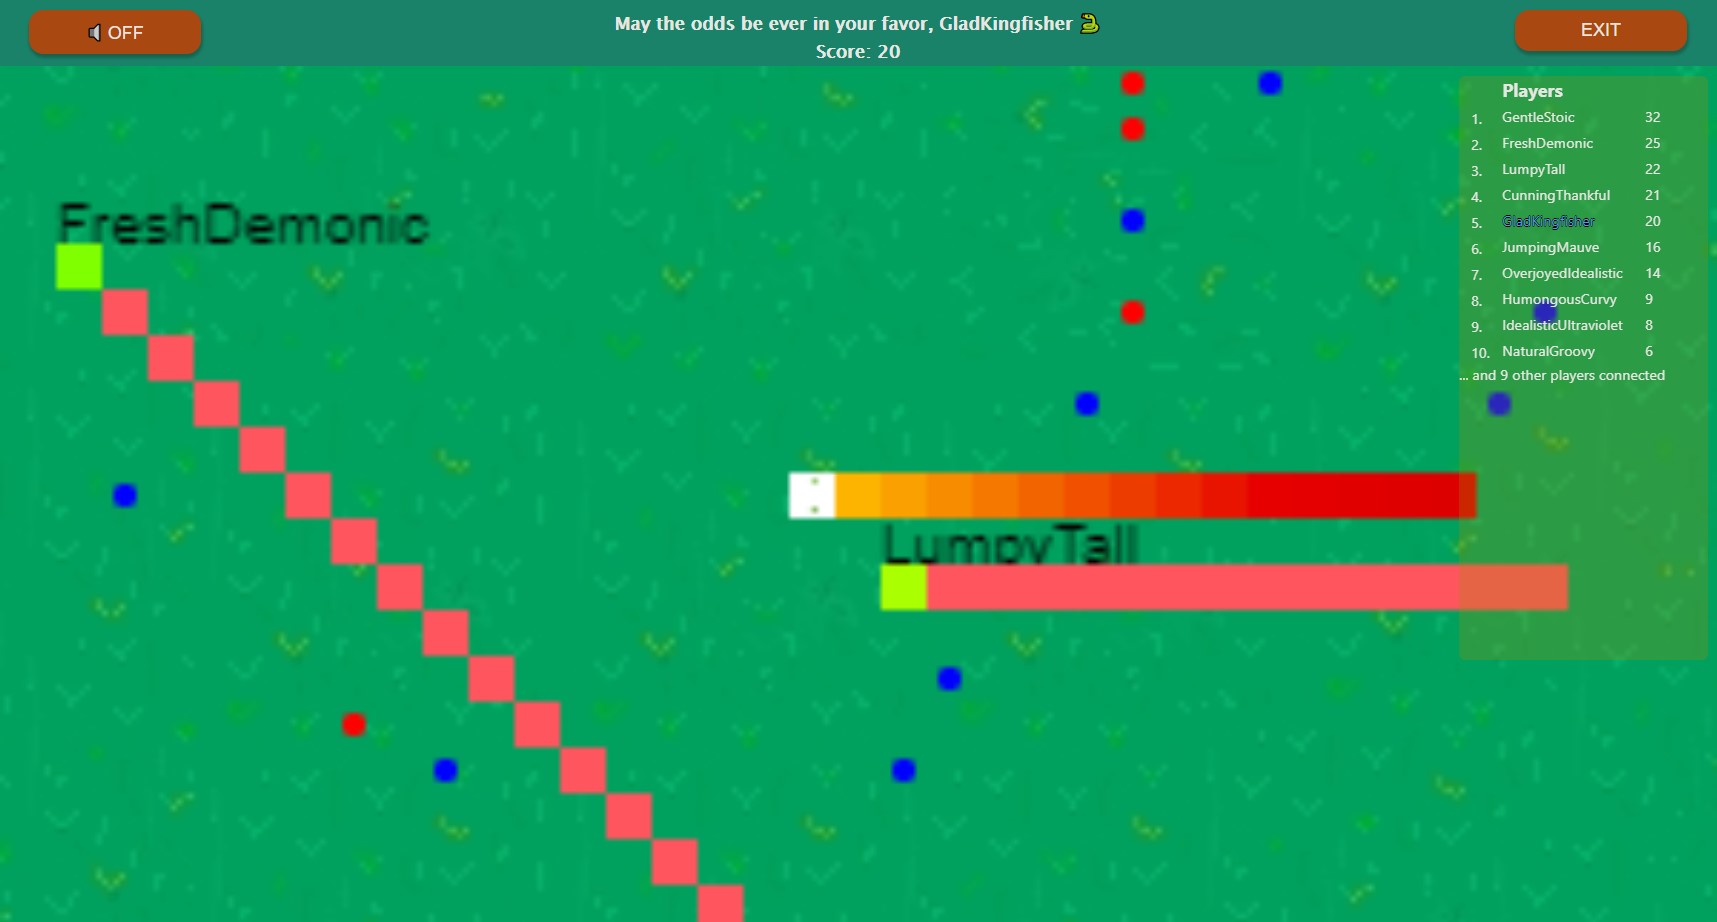 OFF
May the odds be ever in your favor, GladKingfisher
Score: 20
EXIT
Players
1. GentleStoic 32
2. FreshDemonic 25
3. LumpyTall 22
4. CunningThankful 21
5. GladKingfisher 20
6. JumpingMauve 16
7. OverjoyedIdealistic 14
8. HumongousCurvy 9
9. IdealisticUltraviolet 8
10. NaturalGroovy 6
... and 9 other players connected
FreshDemonic
LumpyTall